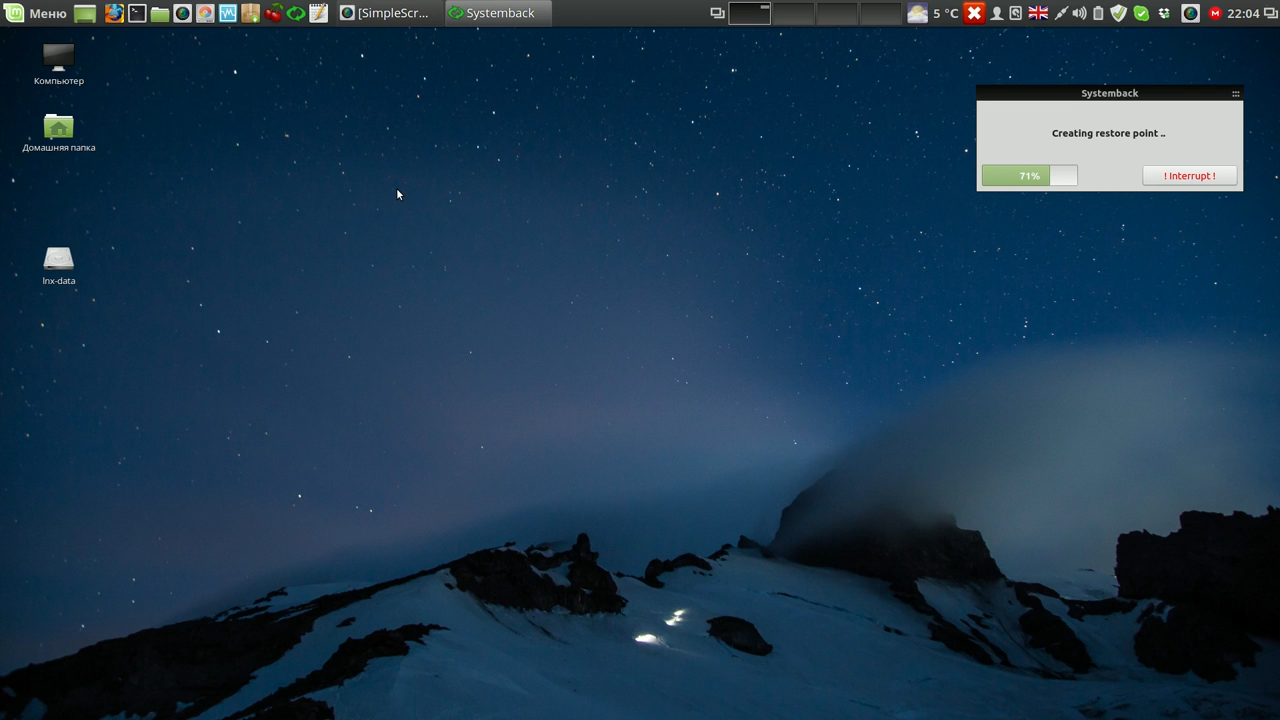 Меню
[SimpleScr...
Systemback
5 °C
22:04
Компьютер
Домашняя папка
lnx-data
Systemback
Creating restore point ..
71%
! Interrupt !